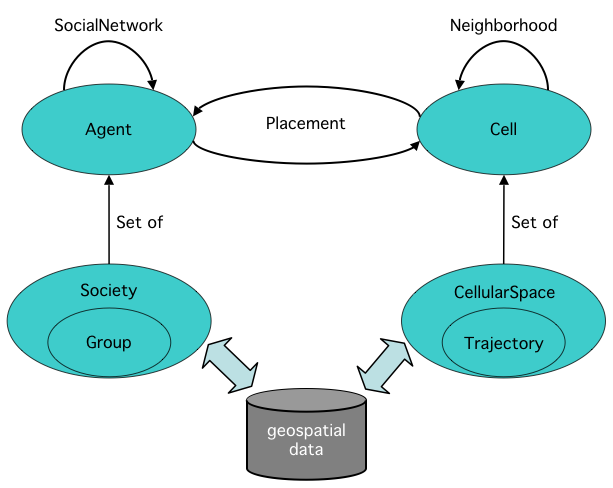 SocialNetwork
Neighborhood
Agent
Placement
Cell
Set of
Set of
Society
CellularSpace
Group
Trajectory
geospatial
data